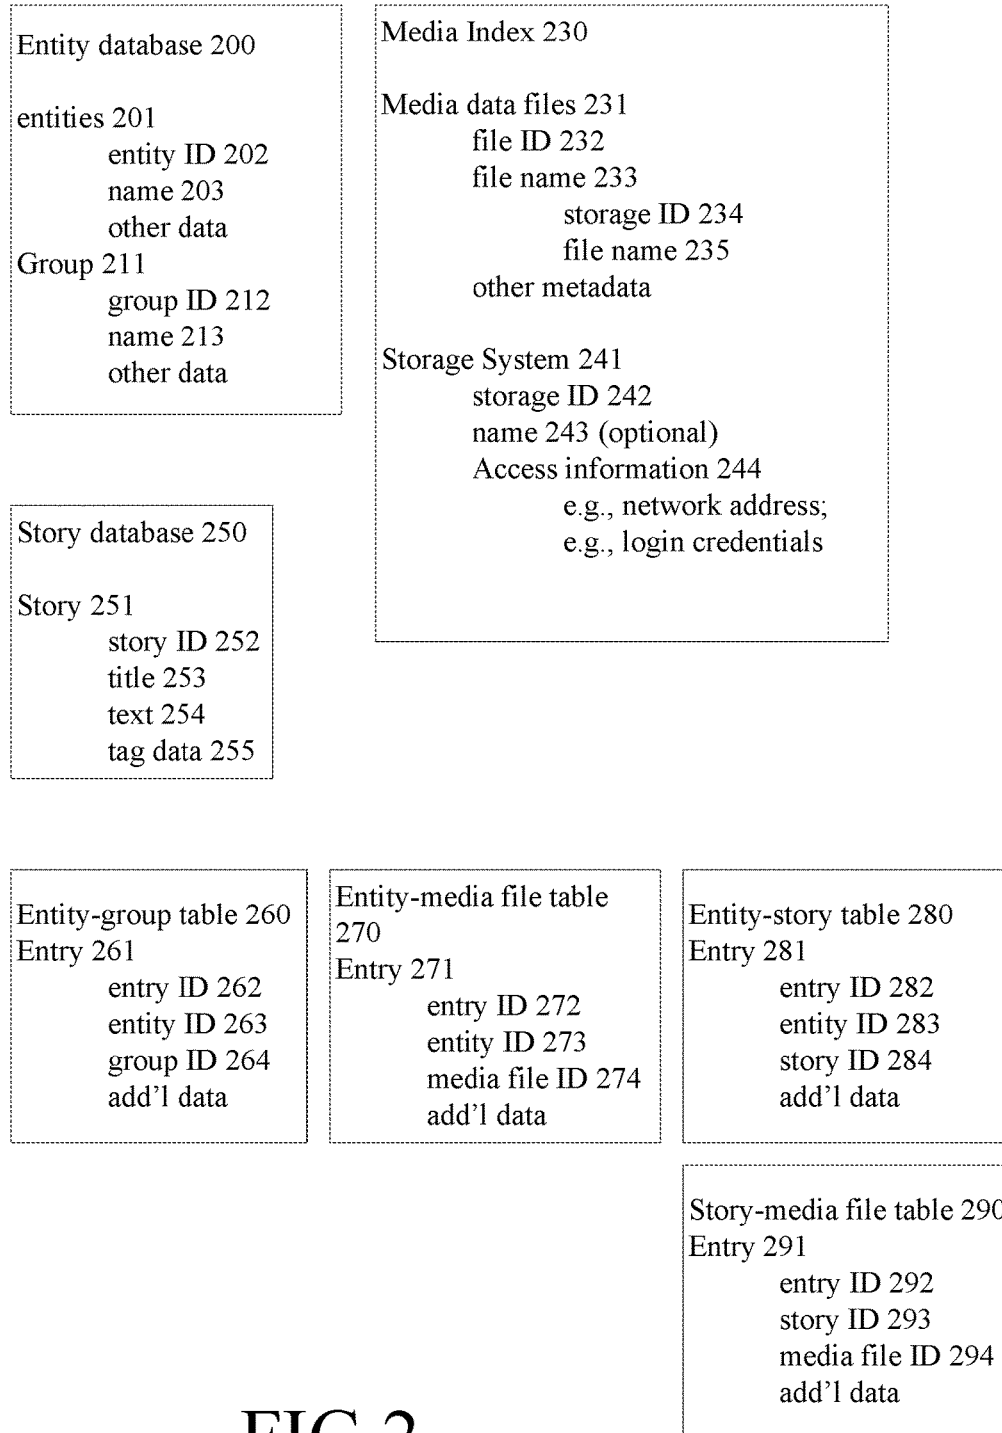 Entity database 200
entities 201
entity ID 202
name 203
other data
Group 211
group ID 212
name 213
other data
Media Index 230
Media data files 231
file ID 232
file name 233
storage ID 234
file name 235
other metadata
Storage System 241
storage ID 242
name 243 (optional)
Access information 244
e.g., network address;
e.g., login credentials
Story database 250
Story 251
story ID 252
title 253
text 254
tag data 255
Entity-group table 260
Entry 261
entry ID 262
entity ID 263
group ID 264
add'l data
Entity-media file table
270
Entry 271
entry ID 272
entity ID 273
media file ID 274
add'l data
Entity-story table 280
Entry 281
entry ID 282
entity ID 283
story ID 284
add'l data
Story-media file table 290
Entry 291
entry ID 292
story ID 293
media file ID 294
add'l data
FIG 2